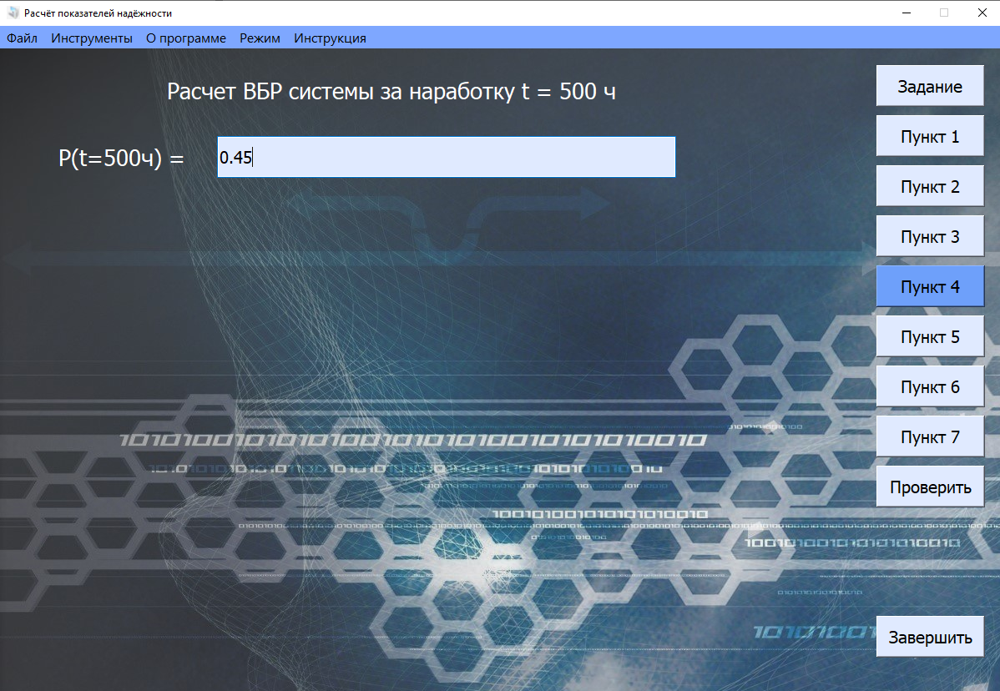 Расчёт показателей надёжности
Файл Инструменты О программе Режим Инструкция
Расчет ВБР системы за наработку t = 500 ч
P(t=500ч) = 0.45
Задание
Пункт 1
Пункт 2
Пункт 3
Пункт 4
Пункт 5
Пункт 6
Пункт 7
Проверить
Завершить